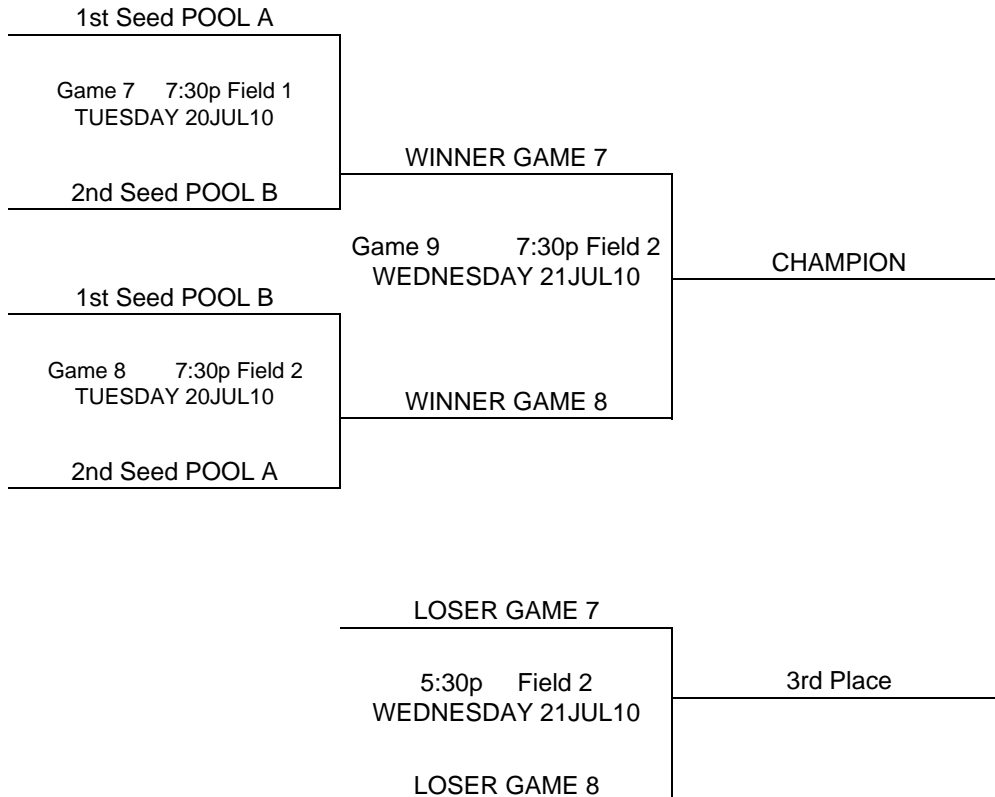 1st Seed POOL A
Game 7 7:30p Field 1
TUESDAY 20JUL10
WINNER GAME 7
2nd Seed POOL B
Game 9 7:30p Field 2
WEDNESDAY 21JUL10
CHAMPION
1st Seed POOL B
Game 8 7:30p Field 2
TUESDAY 20JUL10
WINNER GAME 8
2nd Seed POOL A
LOSER GAME 7
5:30p Field 2
WEDNESDAY 21JUL10
3rd Place
LOSER GAME 8